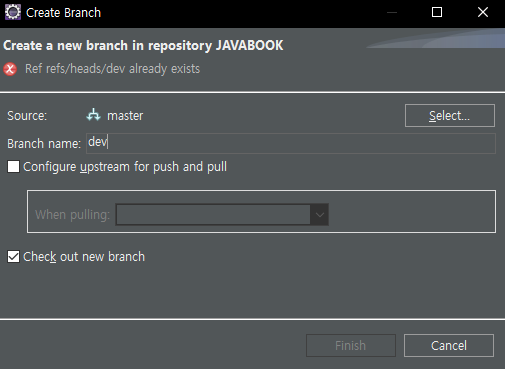 Create Branch
Create a new branch in repository JAVABOOK
Ref refs/heads/dev already exists
Source: master Select...
Branch name: dev
Configure upstream for push and pull
When pulling:
Check out new branch
Finish Cancel